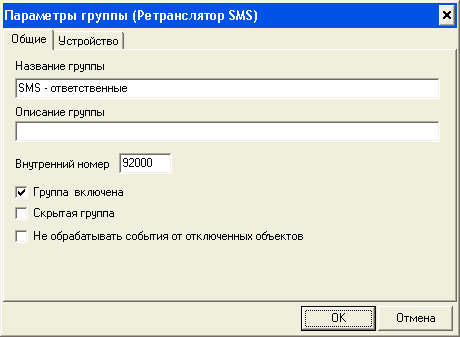 Параметры группы (Ретранслятор SMS)
Общие Устройство
Название группы
SMS - ответственные
Описание группы
Внутренний номер 92000
Группа включена
Скрытая группа
Не обрабатывать события от отключенных объектов
OK Отмена